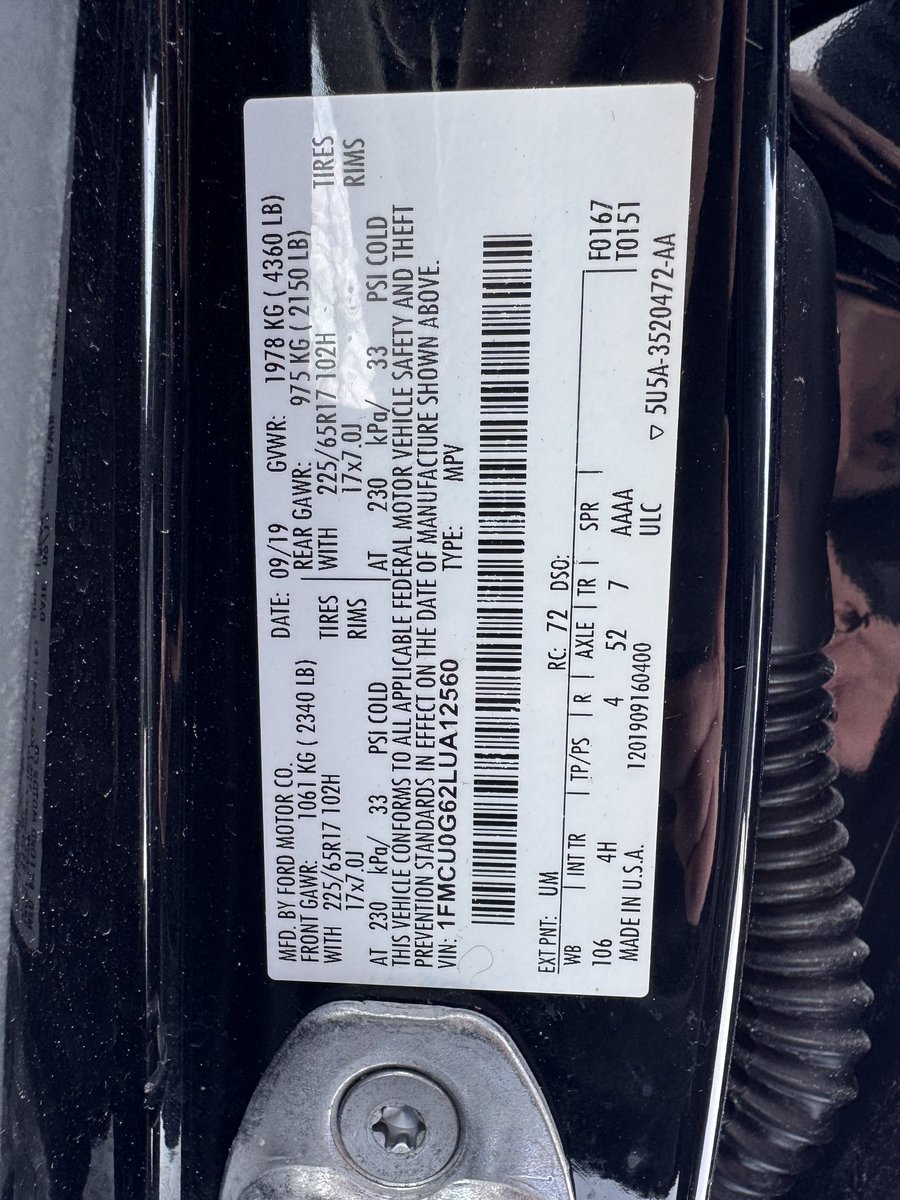 MFD. BY FORD MOTOR CO. DATE: 09/19 GVWR: 1978 KG ( 4360 LB)
FRONT GAWR: 1061 KG ( 2340 LB) REAR GAWR: 975 KG ( 2150 LB)
WITH 225/65R17 102H TIRES WITH 225/65R17 102H TIRES
17x7.0J RIMS 17x7.0J RIMS
AT 230 kPa/ 33 PSI COLD AT 230 kPa/ 33 PSI COLD
THIS VEHICLE CONFORMS TO ALL APPLICABLE FEDERAL MOTOR VEHICLE SAFETY AND THEFT
PREVENTION STANDARDS IN EFFECT ON THE DATE OF MANUFACTURE SHOWN ABOVE.
VIN: 1FMCU0G62LUA12560 TYPE: MPV
EXT PNT: UM RC: 72 DSO:
WB INT TR TP/PS R AXLE TR SPR F0167
106 4H 4 52 7 AAAA T0151
MADE IN U.S.A. 1201909160400 ULC
▽ 5U5A-3520472-AA